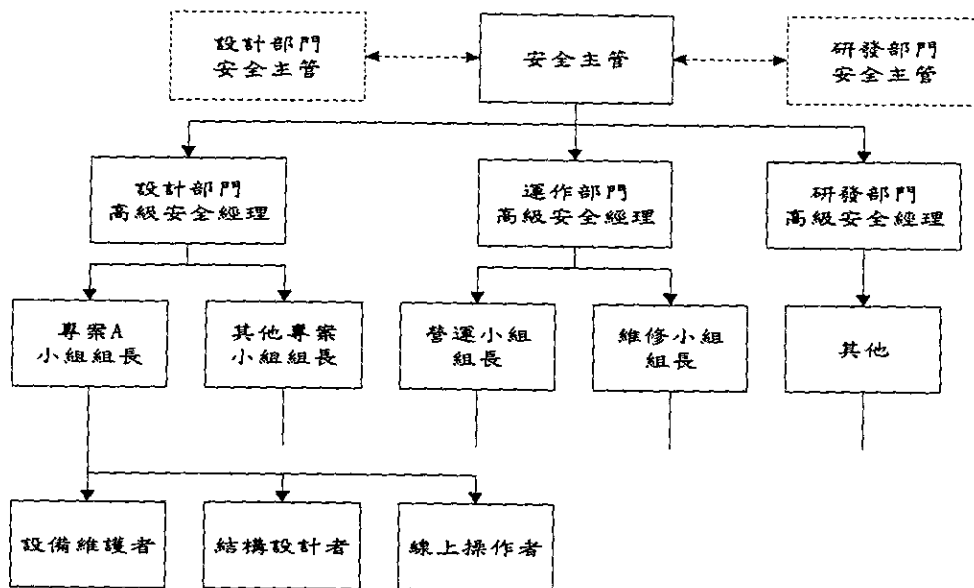 設計部門
安全主管
安全主管
研發部門
安全主管
設計部門
高級安全經理
運作部門
高級安全經理
研發部門
高級安全經理
專案A
小組組長
其他專案
小組組長
營運小組
組長
維修小組
組長
其他
設備維護者
結構設計者
線上操作者